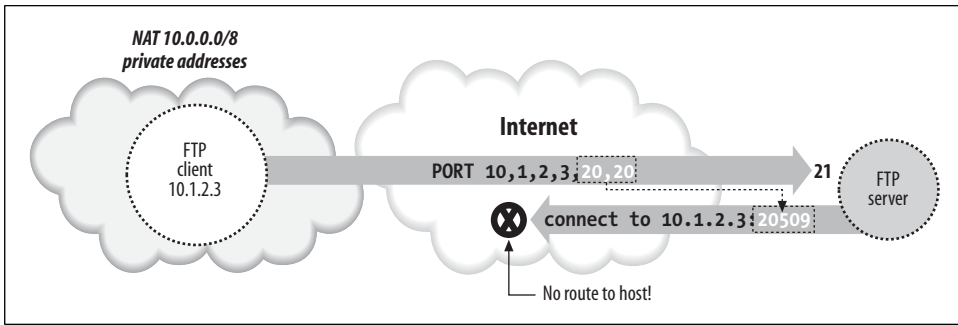 NAT 10.0.0.0/8
private addresses
Internet
FTP
client
10.1.2.3
PORT 10,1,2,3,20,20
21
FTP
server
connect to 10.1.2.3:20509
X
No route to host!